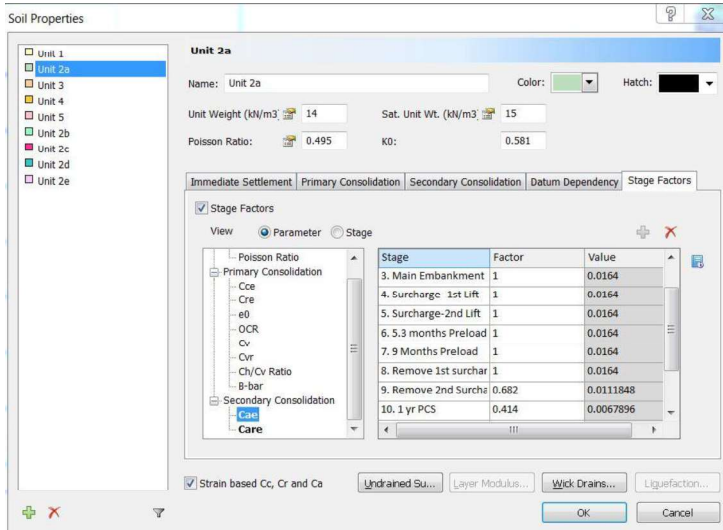 Soil Properties
Unit 1
Unit 2a
Unit 3
Unit 4
Unit 5
Unit 2b
Unit 2c
Unit 2d
Unit 2e
Unit 2a
Name: Unit 2a Color: Hatch:
Unit Weight (kN/m3) 14 Sat. Unit Wt. (kN/m3) 15
Poisson Ratio: 0.495 K0: 0.581
Immediate Settlement Primary Consolidation Secondary Consolidation Datum Dependency Stage Factors
Stage Factors
View Parameter Stage
Poisson Ratio
Primary Consolidation
Cce
Cre
e0
OCR
Cv
Cvr
Ch/Cv Ratio
B-bar
Secondary Consolidation
Cae
Care
Stage Factor Value
3. Main Embankment 1 0.0164
4. Surcharge-1st Lift 1 0.0164
5. Surcharge-2nd Lift 1 0.0164
6. 5.3 months Preload 1 0.0164
7. 9 Months Preload 1 0.0164
8. Remove 1st surchar 1 0.0164
9. Remove 2nd Surcha 0.682 0.0111848
10. 1 yr PCS 0.414 0.0067896
Strain based Cc, Cr and Ca Undrained Su... Layer Modulus... Wick Drains... Liquefaction...
OK Cancel